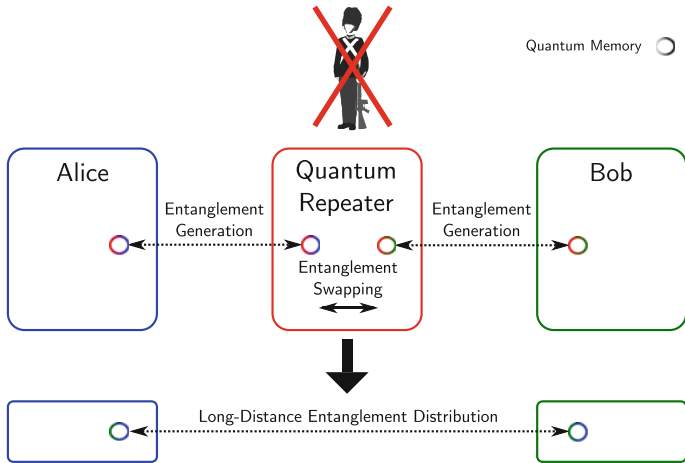 Quantum Memory
Alice
Quantum
Repeater
Bob
Entanglement
Generation
Entanglement
Generation
Entanglement
Swapping
Long-Distance Entanglement Distribution